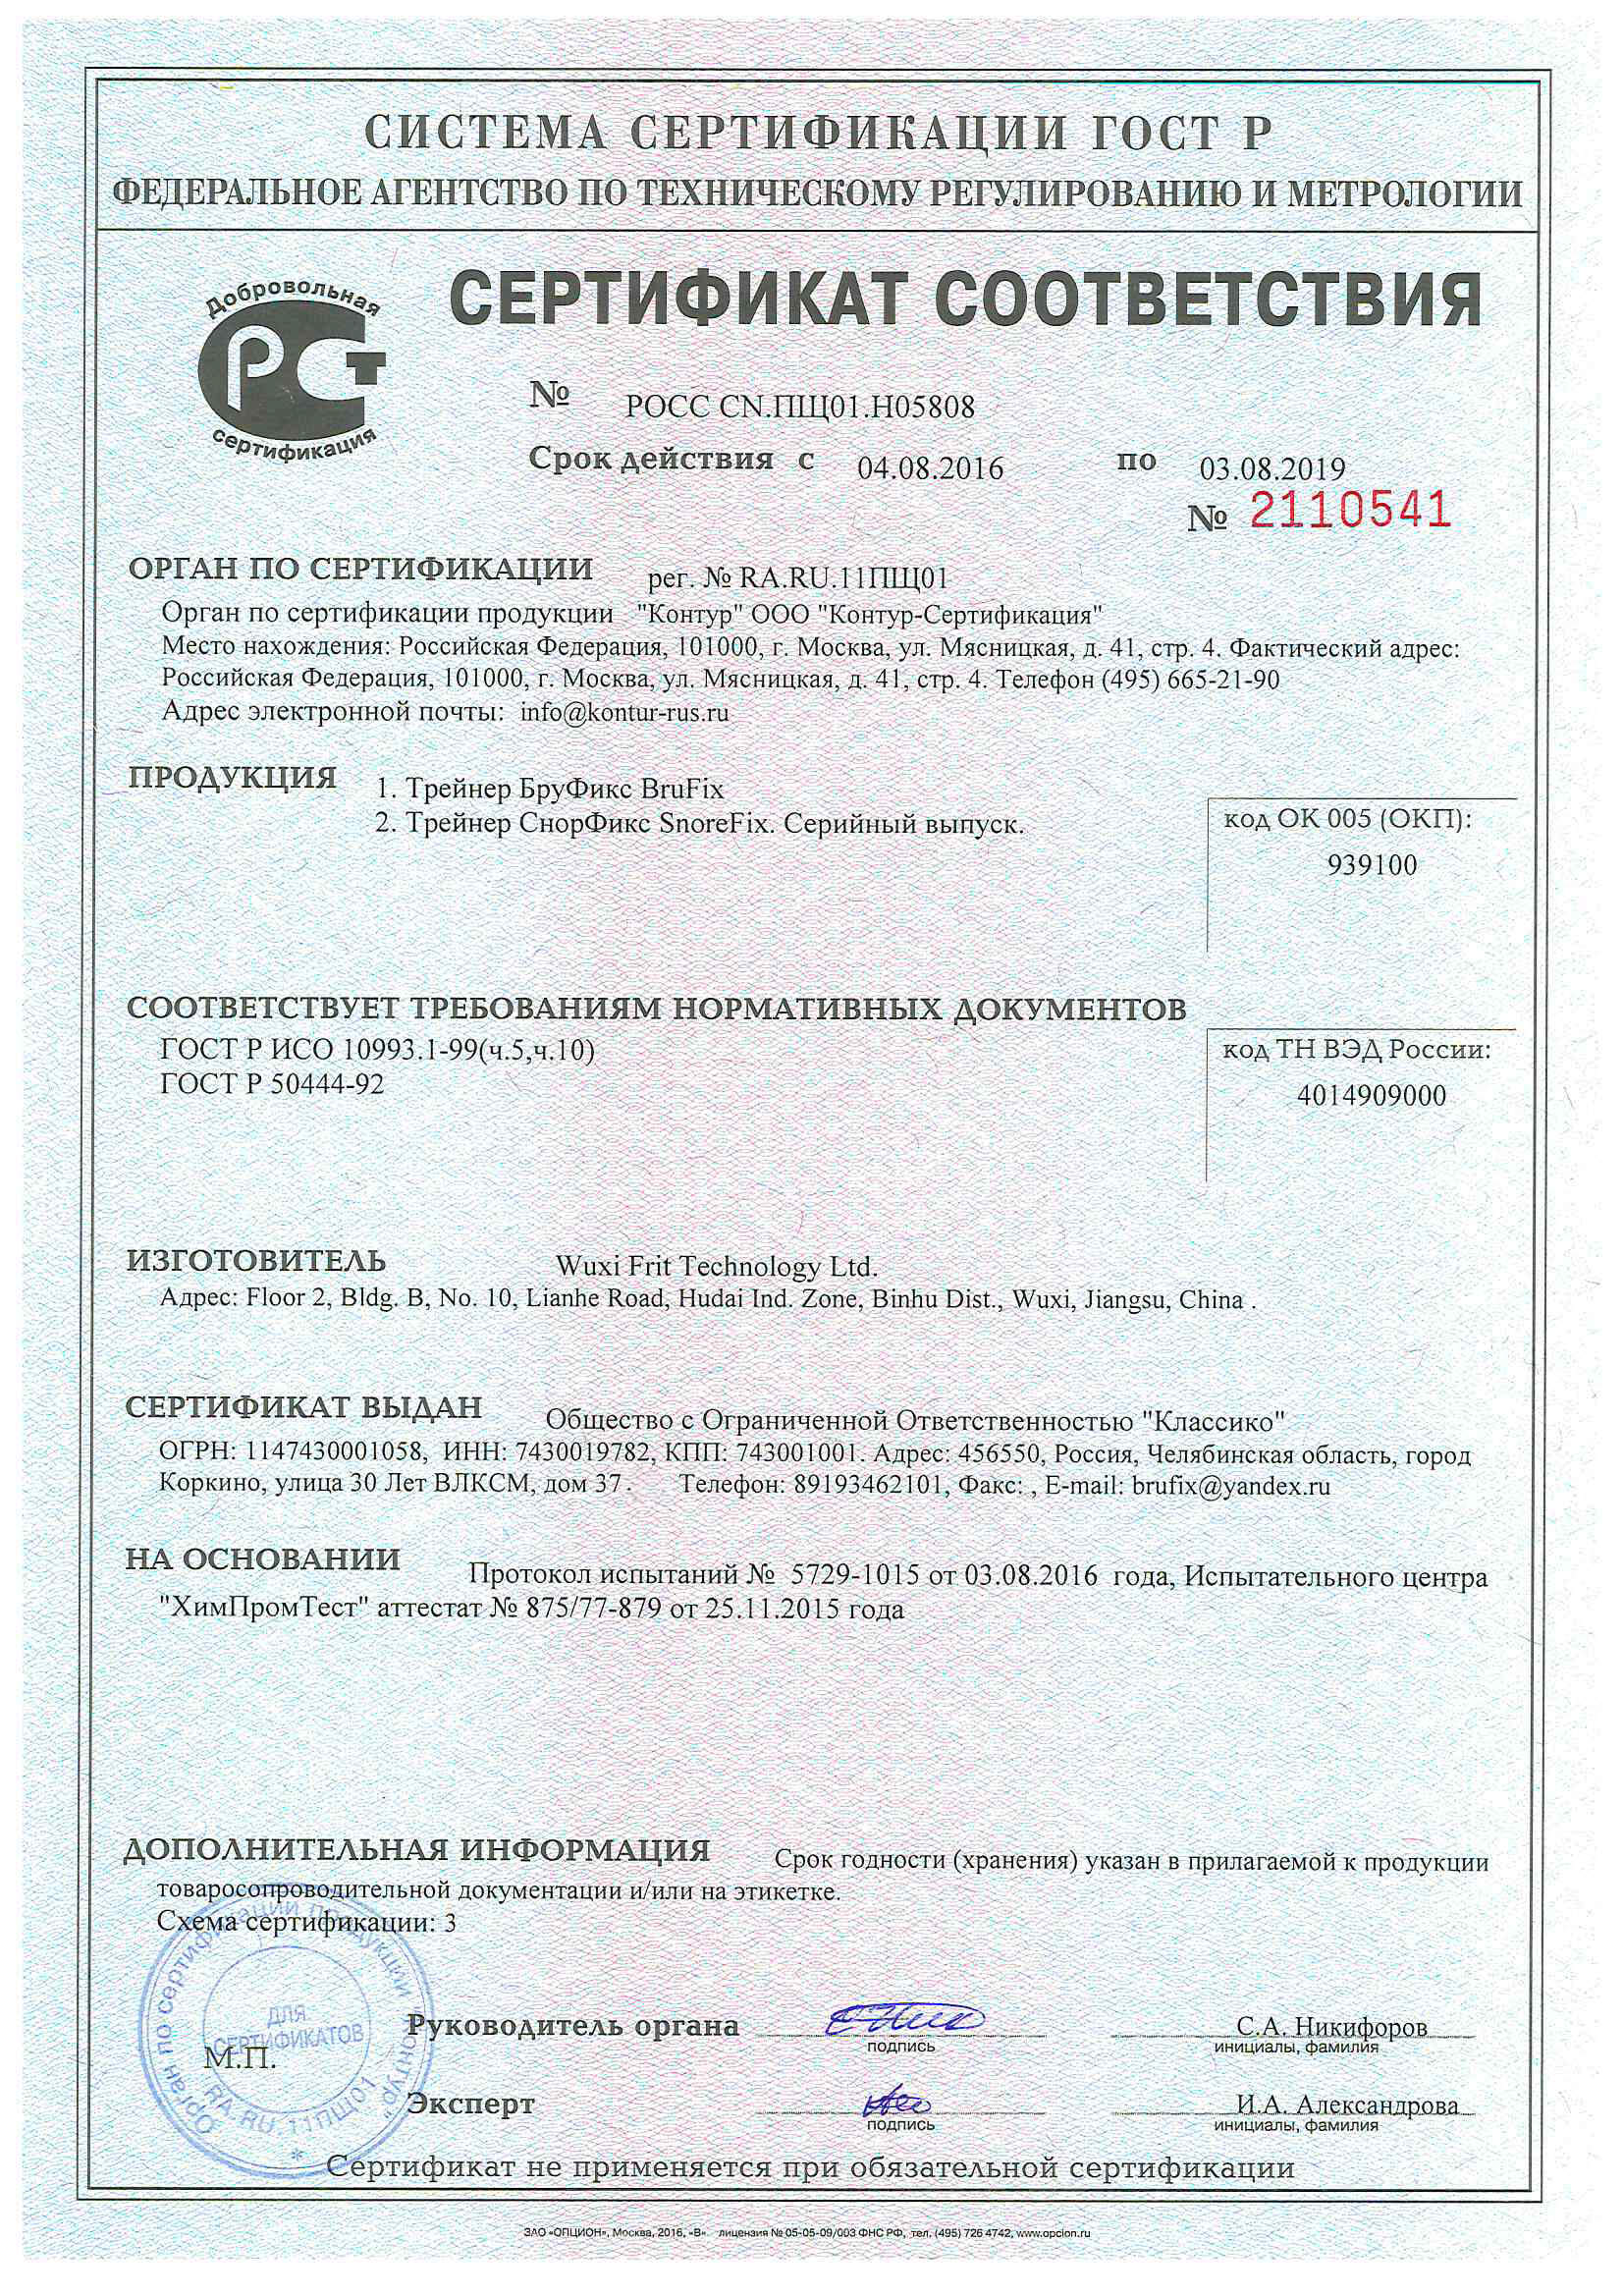 СИСТЕМА СЕРТИФИКАЦИИ ГОСТ Р
ФЕДЕРАЛЬНОЕ АГЕНТСТВО ПО ТЕХНИЧЕСКОМУ РЕГУЛИРОВАНИЮ И МЕТРОЛОГИИ
Добровольная
РСТ
сертификация
СЕРТИФИКАТ СООТВЕТСТВИЯ
№ РОСС CN.ПЩ01.Н05808
Срок действия с 04.08.2016 по 03.08.2019
№ 2110541
ОРГАН ПО СЕРТИФИКАЦИИ рег. № RA.RU.11ПЩ01
Орган по сертификации продукции "Контур" ООО "Контур-Сертификация"
Место нахождения: Российская Федерация, 101000, г. Москва, ул. Мясницкая, д. 41, стр. 4. Фактический адрес:
Российская Федерация, 101000, г. Москва, ул. Мясницкая, д. 41, стр. 4. Телефон (495) 665-21-90
Адрес электронной почты: info@kontur-rus.ru
ПРОДУКЦИЯ 1. Трейнер БруФикс BruFix
2. Трейнер СнорФикс SnoreFix. Серийный выпуск.
код ОК 005 (ОКП):
939100
СООТВЕТСТВУЕТ ТРЕБОВАНИЯМ НОРМАТИВНЫХ ДОКУМЕНТОВ
ГОСТ Р ИСО 10993.1-99(ч.5,ч.10)
ГОСТ Р 50444-92
код ТН ВЭД России:
4014909000
ИЗГОТОВИТЕЛЬ Wuxi Frit Technology Ltd.
Адрес: Floor 2, Bldg. B, No. 10, Lianhe Road, Hudai Ind. Zone, Binhu Dist., Wuxi, Jiangsu, China .
СЕРТИФИКАТ ВЫДАН Общество с Ограниченной Ответственностью "Классико"
ОГРН: 1147430001058, ИНН: 7430019782, КПП: 743001001. Адрес: 456550, Россия, Челябинская область, город
Коркино, улица 30 Лет ВЛКСМ, дом 37. Телефон: 89193462101, Факс: , E-mail: brufix@yandex.ru
НА ОСНОВАНИИ Протокол испытаний № 5729-1015 от 03.08.2016 года, Испытательного центра
"ХимПромТест" аттестат № 875/77-879 от 25.11.2015 года
ДОПОЛНИТЕЛЬНАЯ ИНФОРМАЦИЯ Срок годности (хранения) указан в прилагаемой к продукции
товаросопроводительной документации и/или на этикетке.
Схема сертификации: 3
Орган по сертификации продукции "Контур"
ДЛЯ
СЕРТИФИКАТОВ
RA.RU.11ПЩ01
М.П.
Руководитель органа С.А. Никифоров
подпись инициалы, фамилия
Эксперт И.А. Александрова
подпись инициалы, фамилия
Сертификат не применяется при обязательной сертификации
ЗАО «ОПЦИОН», Москва, 2016, «В» лицензия № 05-05-09/003 ФНС РФ, тел. (495) 726 4742, www.opcion.ru